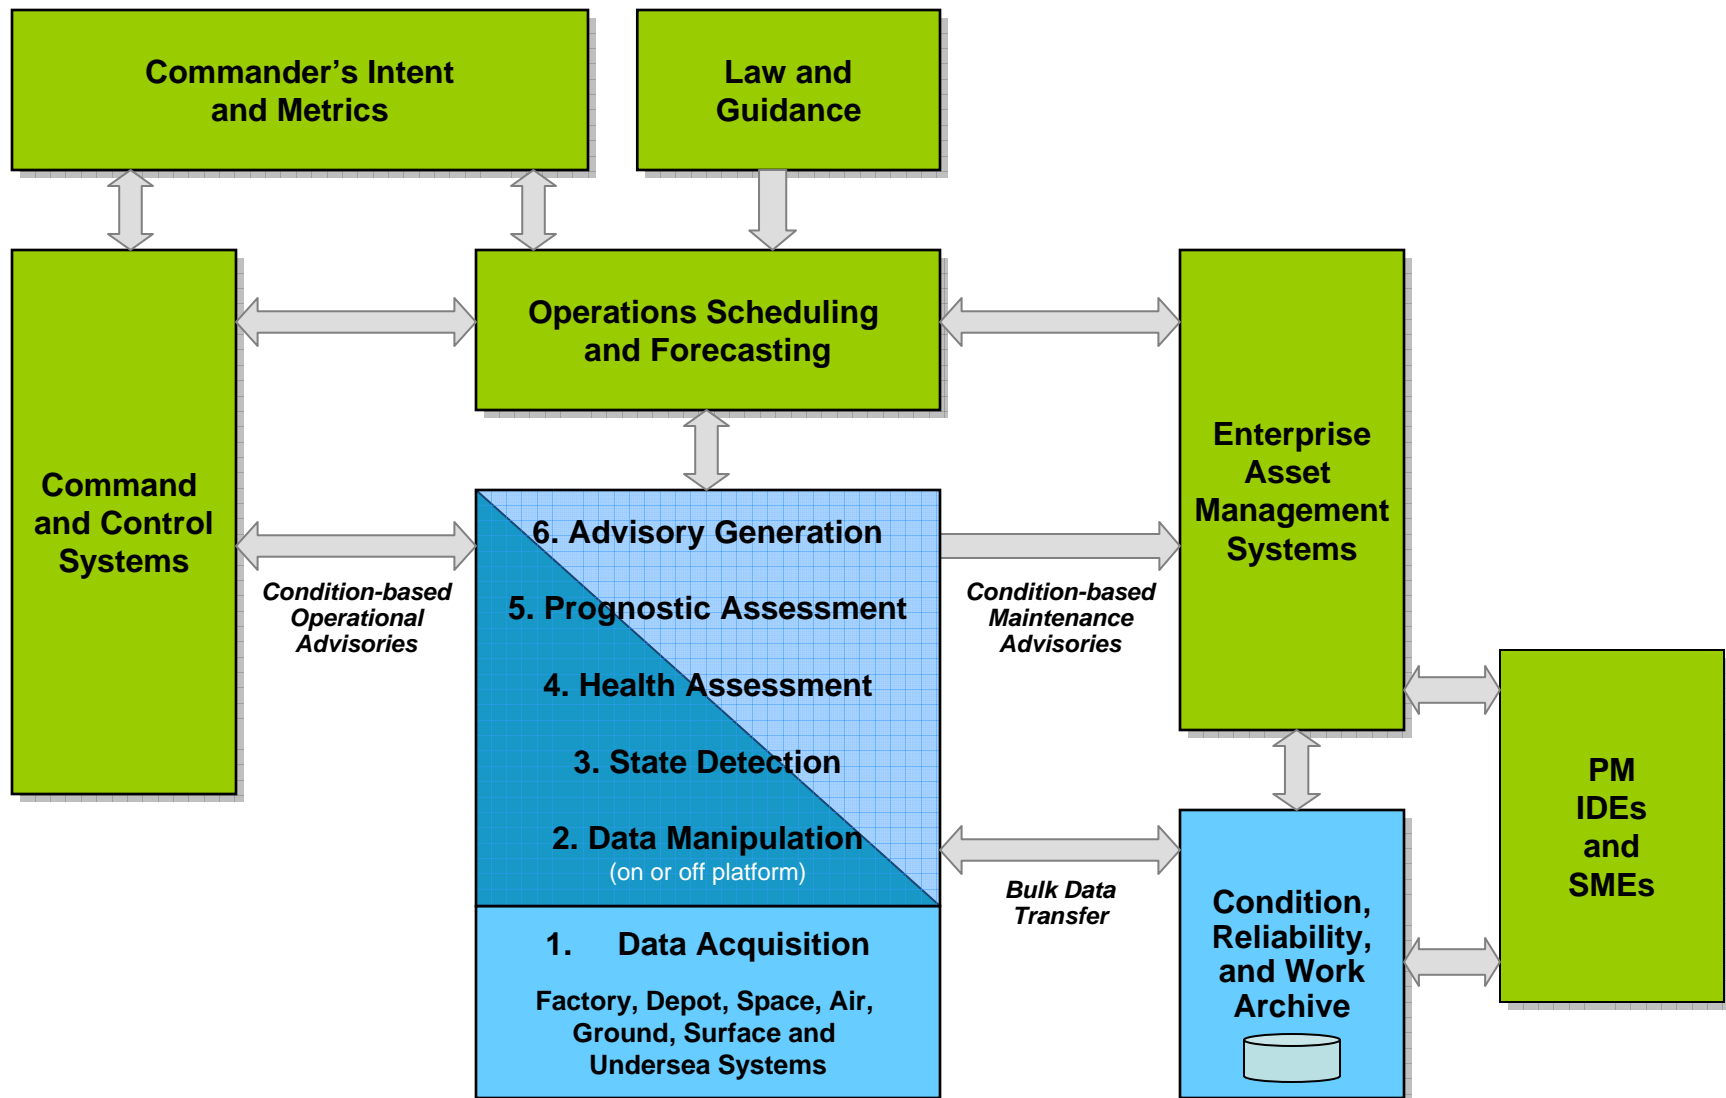 Commander's Intent
and Metrics
Law and
Guidance
Operations Scheduling
and Forecasting
Command
and Control
Systems
Enterprise
Asset
Management
Systems
6. Advisory Generation
5. Prognostic Assessment
4. Health Assessment
3. State Detection
2. Data Manipulation
(on or off platform)
Condition-based
Operational
Advisories
Condition-based
Maintenance
Advisories
PM
IDEs
and
SMEs
Bulk Data
Transfer
1. Data Acquisition
Factory, Depot, Space, Air,
Ground, Surface and
Undersea Systems
Condition,
Reliability,
and Work
Archive